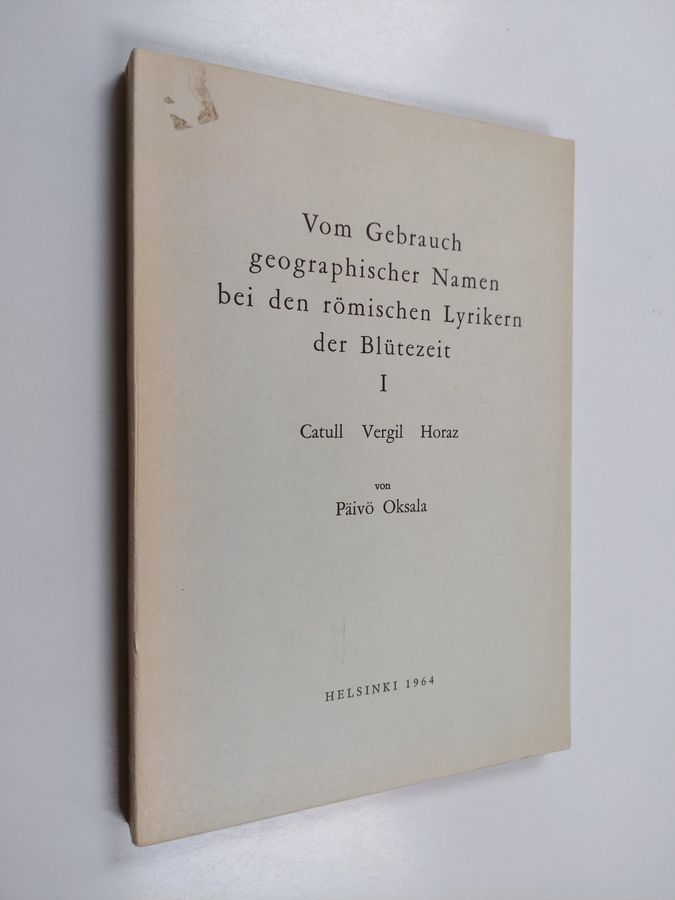 Vom Gebrauch
geographischer Namen
bei den römischen Lyrikern
der Blütezeit
I
Catull Vergil Horaz
von
Päivö Oksala
HELSINKI 1964